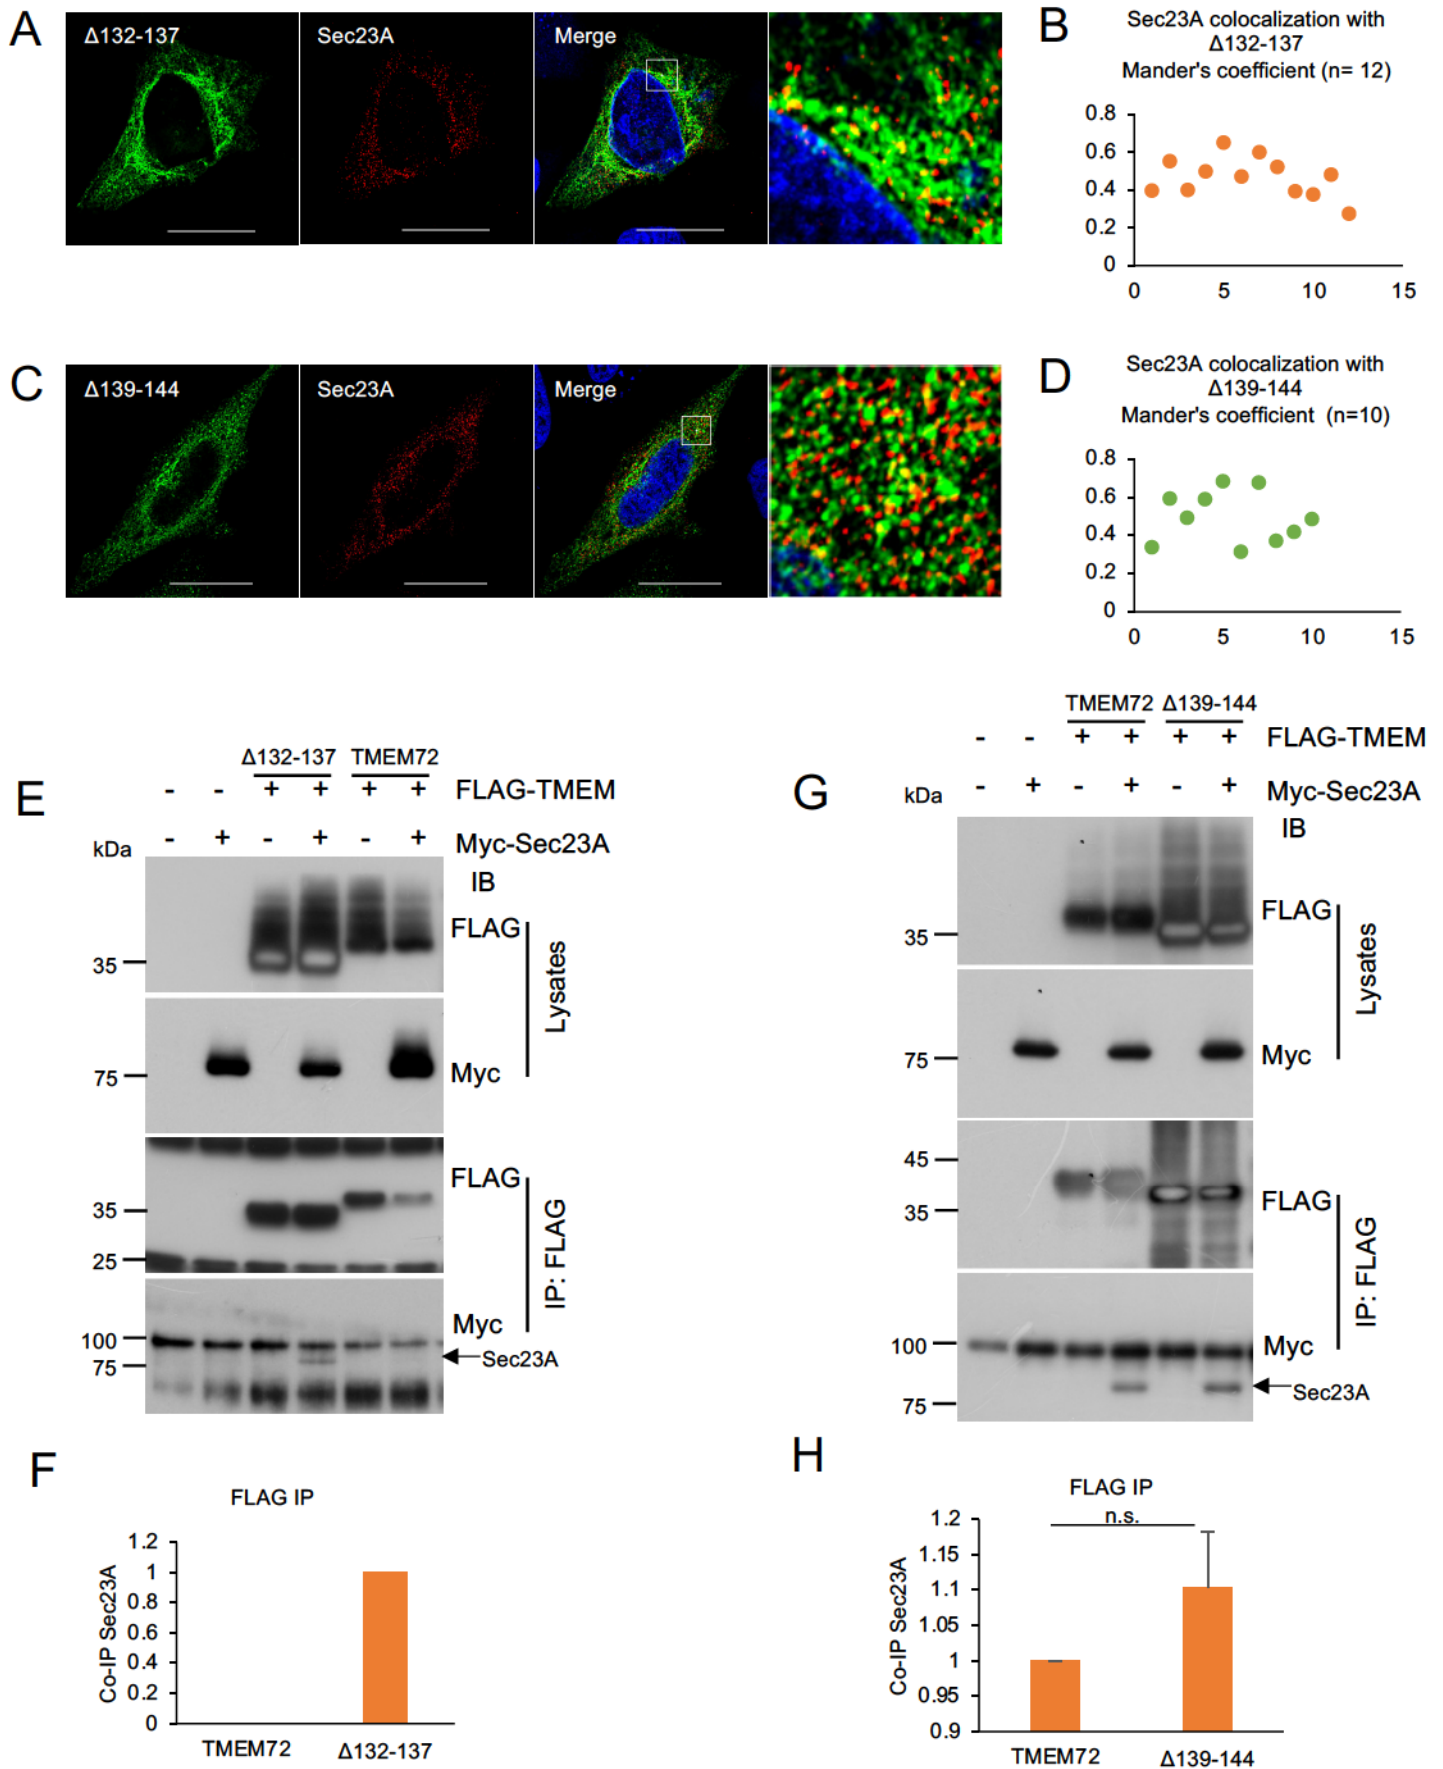 A
Δ132-137
Sec23A
Merge
B
Sec23A colocalization with
Δ132-137
Mander's coefficient (n= 12)
0.8
0.6
0.4
0.2
0
0 5 10 15
C
Δ139-144
Sec23A
Merge
D
Sec23A colocalization with
Δ139-144
Mander's coefficient (n=10)
0.8
0.6
0.4
0.2
0
0 5 10 15
E
Δ132-137 TMEM72
- - + + + + FLAG-TMEM
- + - + - + Myc-Sec23A
kDa
IB
FLAG
35
Lysates
75
Myc
FLAG
35
25
IP: FLAG
Myc
100
75
Sec23A
G
TMEM72 Δ139-144
- - + + + + FLAG-TMEM
- + - + - + Myc-Sec23A
kDa
IB
FLAG
35
Lysates
75
Myc
45
35
FLAG
IP: FLAG
100
Myc
75
Sec23A
F
FLAG IP
Co-IP Sec23A
1.2
1
0.8
0.6
0.4
0.2
0
TMEM72 Δ132-137
H
FLAG IP
n.s.
Co-IP Sec23A
1.2
1.15
1.1
1.05
1
0.95
0.9
TMEM72 Δ139-144